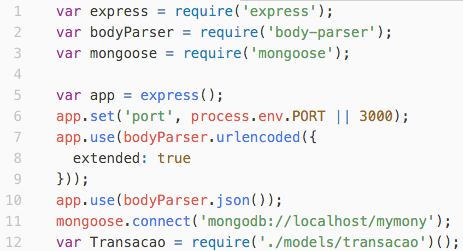 1 var express = require('express');
2 var bodyParser = require('body-parser');
3 var mongoose = require('mongoose');
4
5 var app = express();
6 app.set('port', process.env.PORT || 3000);
7 app.use(bodyParser.urlencoded({
8   extended: true
9 }));
10 app.use(bodyParser.json());
11 mongoose.connect('mongodb://localhost/mymony');
12 var Transacao = require('./models/transacao')();